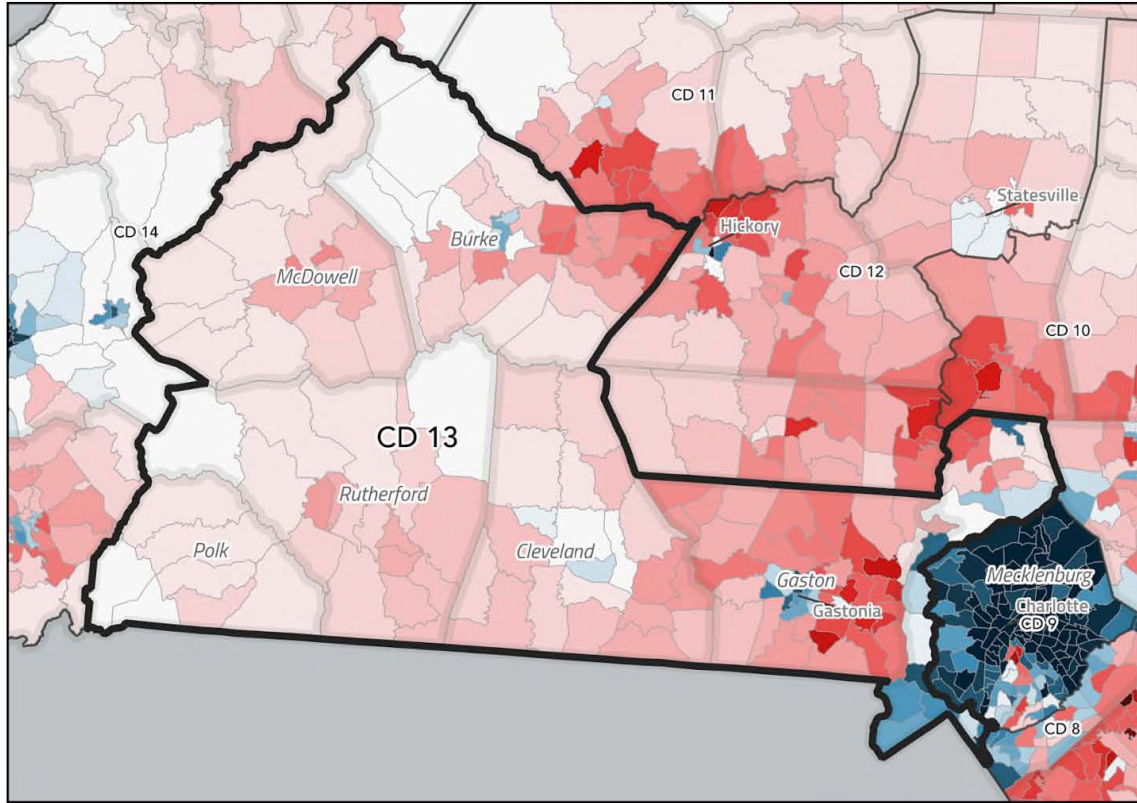 CD 11
Statesville
Hickory
CD 14
Burke
McDowell
CD 12
CD 10
CD 13
Rutherford
Polk
Cleveland
Gaston
Gastonia
Mecklenburg
Charlotte
CD 9
CD 8